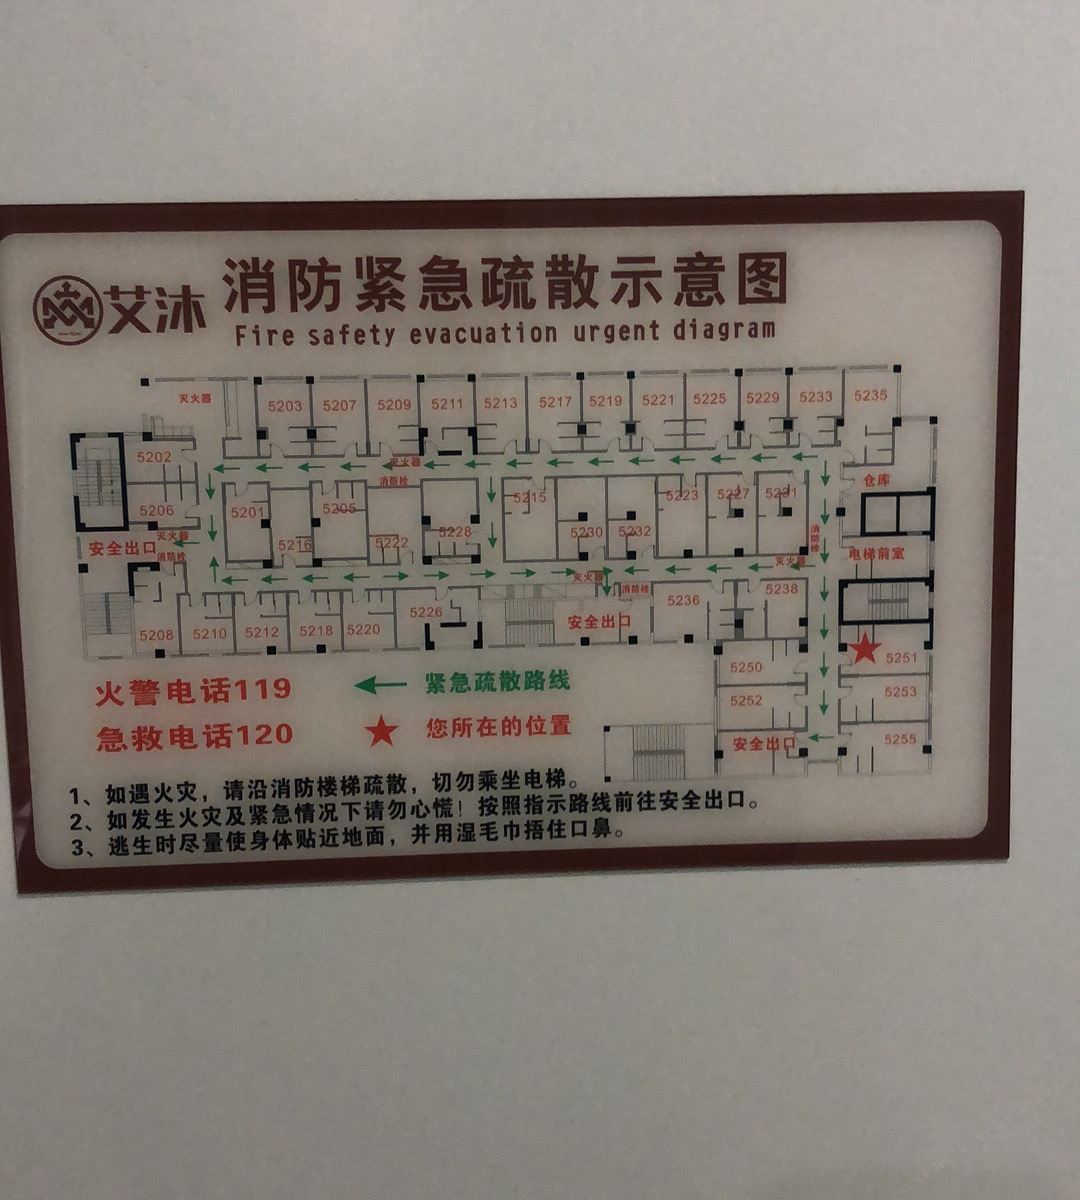 艾沐
消防紧急疏散示意图
Fire safety evacuation urgent diagram
灭火器
5203 5207 5209 5211 5213 5217 5219 5221 5225 5229 5233 5235
5202
灭火器
消防栓
仓库
5206 5201 5205 5215 5223 5227 5231
5216 5222 5228 5230 5232
安全出口
灭火器
消防栓
消防栓
电梯前室
灭火器
灭火器
消防栓
5208 5210 5212 5218 5220 5226
安全出口
5236 5238
5250 5251
5252 5253
安全出口 5255
火警电话119
紧急疏散路线
急救电话120
您所在的位置
1、如遇火灾，请沿消防楼梯疏散，切勿乘坐电梯。
2、如发生火灾及紧急情况下请勿心慌！按照指示路线前往安全出口。
3、逃生时尽量使身体贴近地面，并用湿毛巾捂住口鼻。